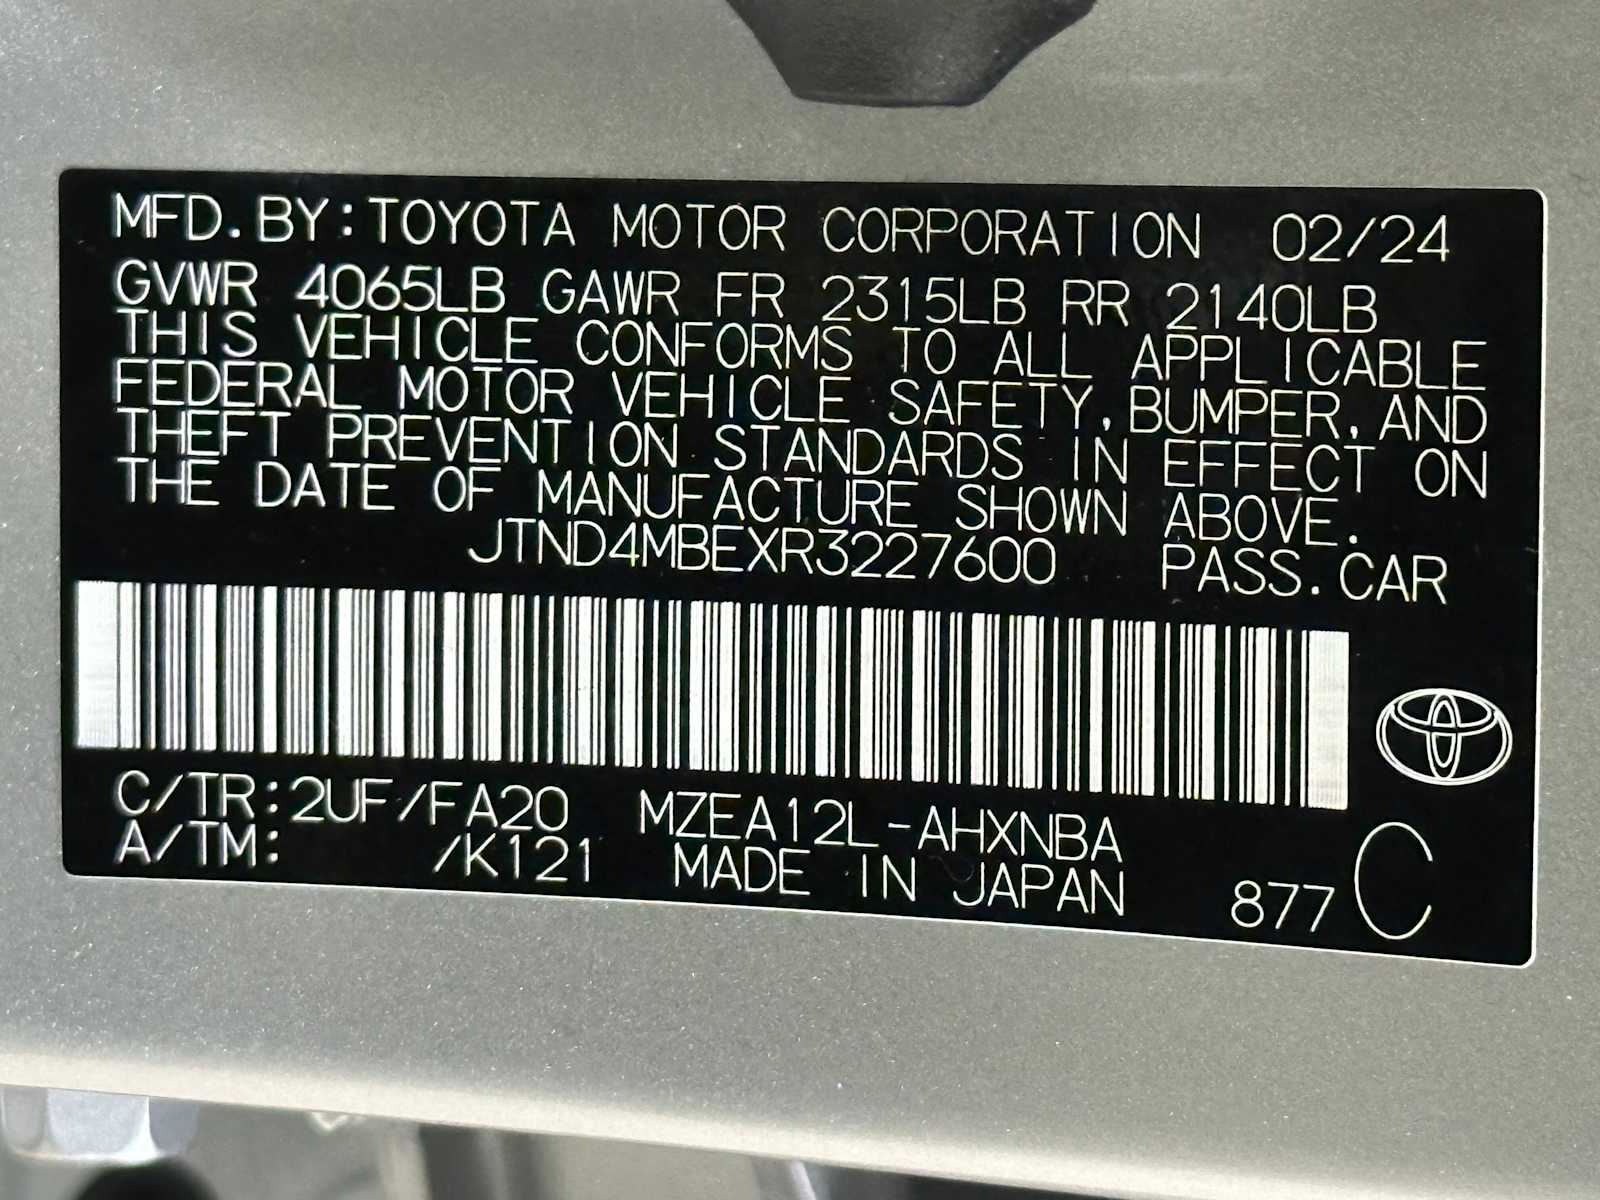 MFD.BY:TOYOTA MOTOR CORPORATION 02/24
GVWR 4065LB GAWR FR 2315LB RR 2140LB
THIS VEHICLE CONFORMS TO ALL APPLICABLE
FEDERAL MOTOR VEHICLE SAFETY,BUMPER,AND
THEFT PREVENTION STANDARDS IN EFFECT ON
THE DATE OF MANUFACTURE SHOWN ABOVE.
JTND4MBEXR3227600 PASS.CAR
C/TR:2UF/FA20 MZEA12L-AHXNBA
A/TM: /K121 MADE IN JAPAN 877 C